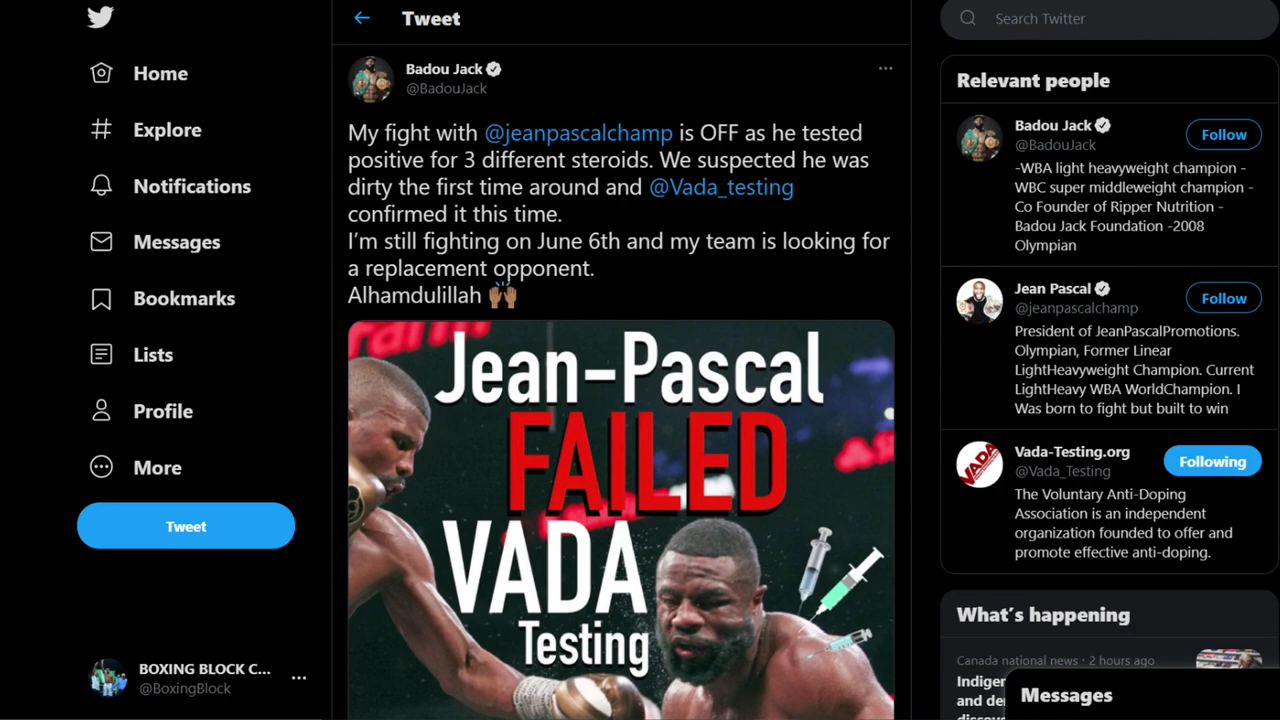 Home
Explore
Notifications
Messages
Bookmarks
Lists
Profile
More
Tweet
BOXING BLOCK C...
@BoxingBlock
Tweet
Badou Jack
@BadouJack
My fight with @jeanpascalchamp is OFF as he tested
positive for 3 different steroids. We suspected he was
dirty the first time around and @Vada_testing
confirmed it this time.
I'm still fighting on June 6th and my team is looking for
a replacement opponent.
Alhamdulillah 🙌🏽
Jean-Pascal
FAILED
VADA
Testing
Search Twitter
Relevant people
Badou Jack
@BadouJack
Follow
-WBA light heavyweight champion -
WBC super middleweight champion -
Co Founder of Ripper Nutrition -
Badou Jack Foundation -2008
Olympian
Jean Pascal
@jeanpascalchamp
Follow
President of JeanPascalPromotions.
Olympian, Former Linear
LightHeavyweight Champion. Current
LightHeavy WBA WorldChampion. I
Was born to fight but built to win
VADA
Vada-Testing.org
@Vada_Testing
Following
The Voluntary Anti-Doping
Association is an independent
organization founded to offer and
promote effective anti-doping.
What's happening
Canada national news · 2 hours ago
Messages